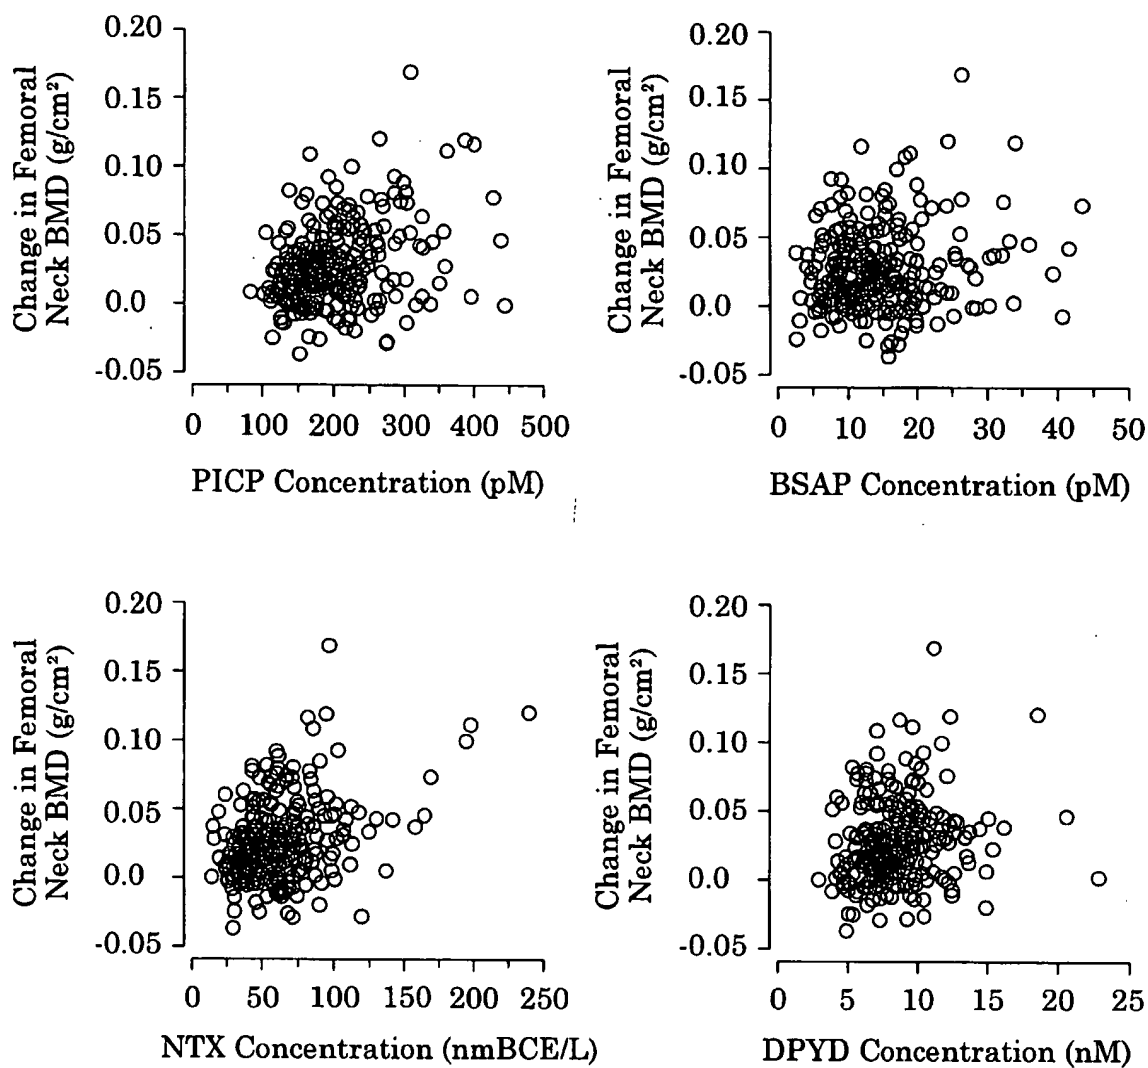 Change in Femoral
Neck BMD (g/cm²)
0.20
0.15
0.10
0.05
0.0
-0.05
0 100 200 300 400 500
PICP Concentration (pM)
Change in Femoral
Neck BMD (g/cm²)
0.20
0.15
0.10
0.05
0.0
-0.05
0 10 20 30 40 50
BSAP Concentration (pM)
Change in Femoral
Neck BMD (g/cm²)
0.20
0.15
0.10
0.05
0.0
-0.05
0 50 100 150 200 250
NTX Concentration (nmBCE/L)
Change in Femoral
Neck BMD (g/cm²)
0.20
0.15
0.10
0.05
0.0
-0.05
0 5 10 15 20 25
DPYD Concentration (nM)